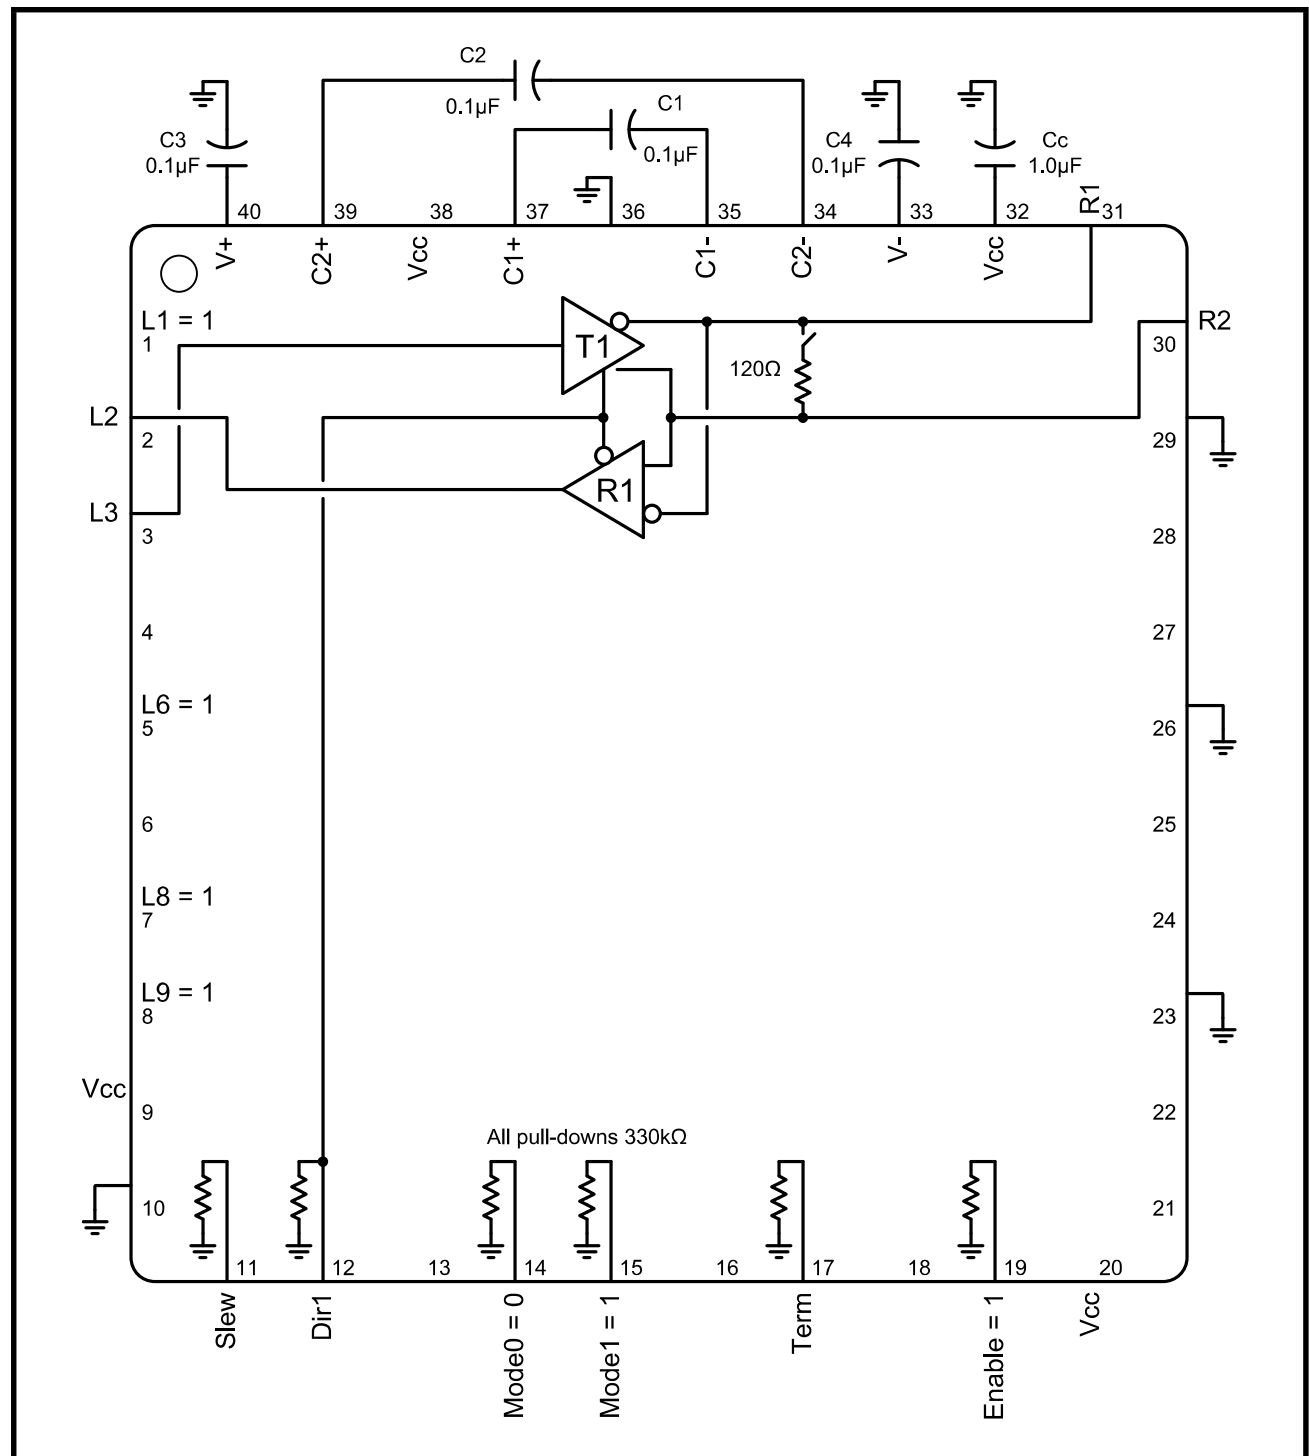 C2
0.1µF
C1
0.1µF
C3
0.1µF
C4
0.1µF
Cc
1.0µF
R1
40
39
38
37
36
35
34
33
32
31
V+
C2+
Vcc
C1+
C1-
C2-
V-
Vcc
L1 = 1
1
T1
R2
30
120Ω
L2
2
29
R1
L3
3
28
4
27
L6 = 1
5
26
6
25
L8 = 1
7
24
L9 = 1
8
23
Vcc
9
22
All pull-downs 330kΩ
10
21
11
12
13
14
15
16
17
18
19
20
Slew
Dir1
Mode0 = 0
Mode1 = 1
Term
Enable = 1
Vcc